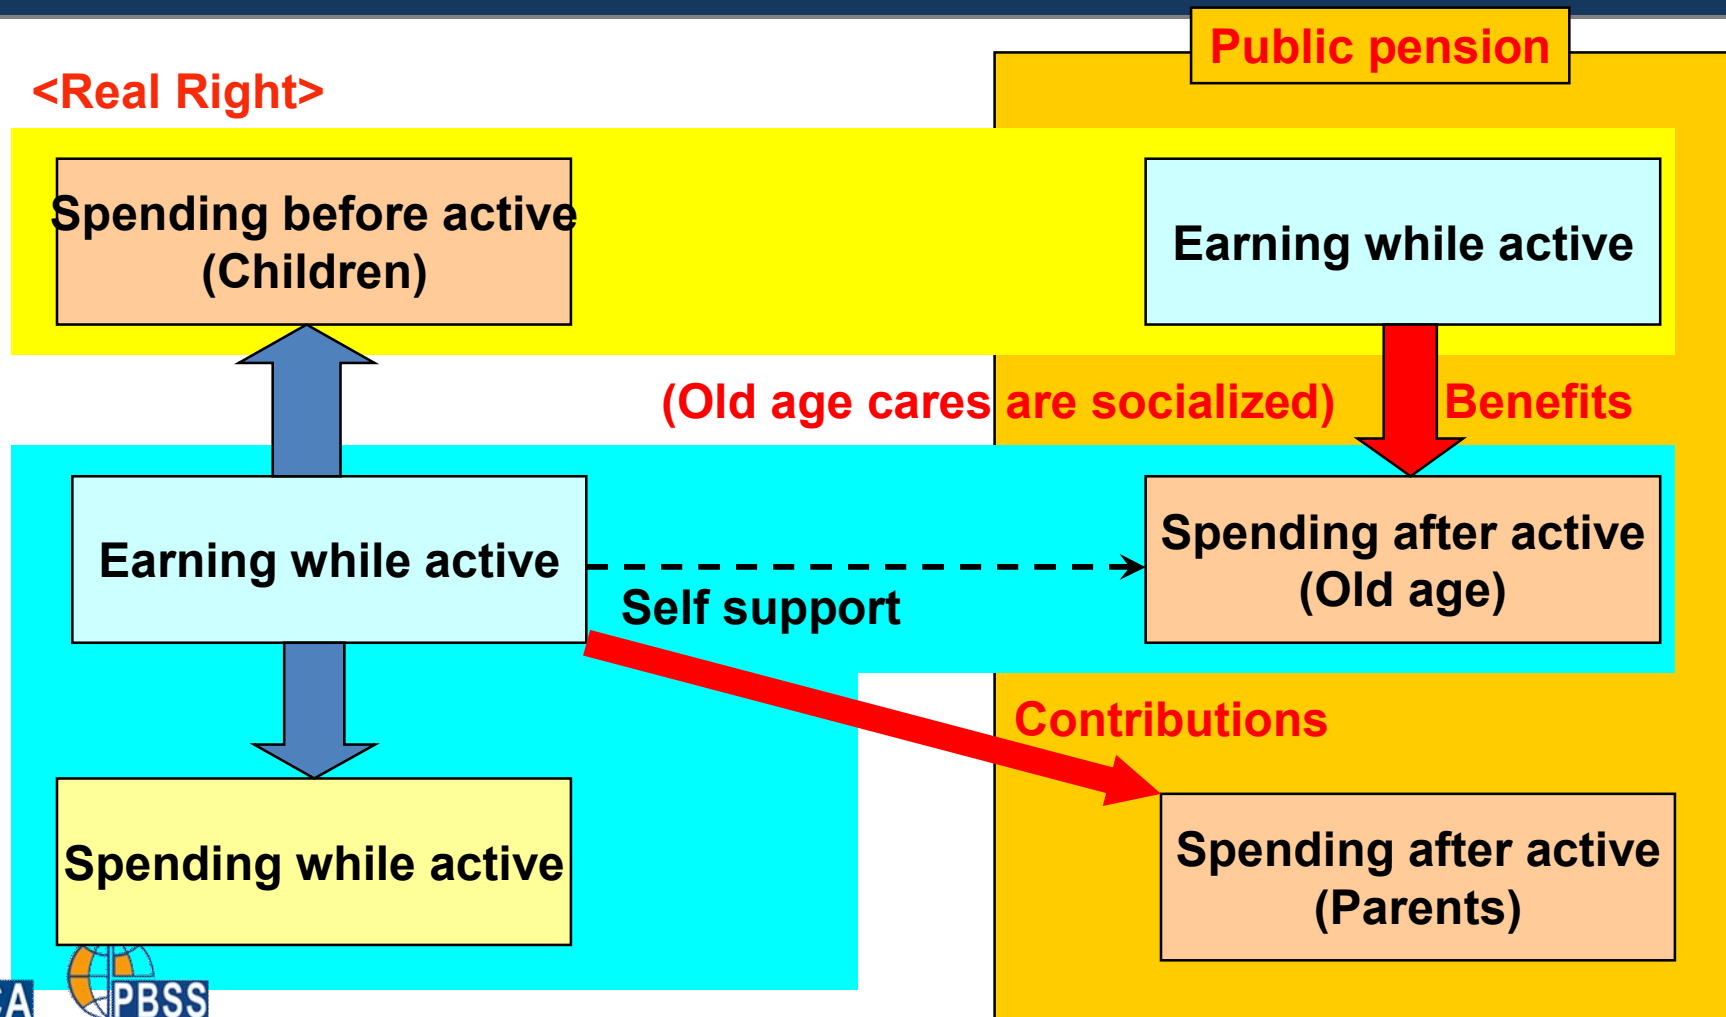 Public pension
<Real Right>
Spending before active
(Children)
Earning while active
(Old age cares are socialized)
Benefits
Earning while active
Self support
Spending after active
(Old age)
Contributions
Spending while active
Spending after active
(Parents)
CA
PBSS